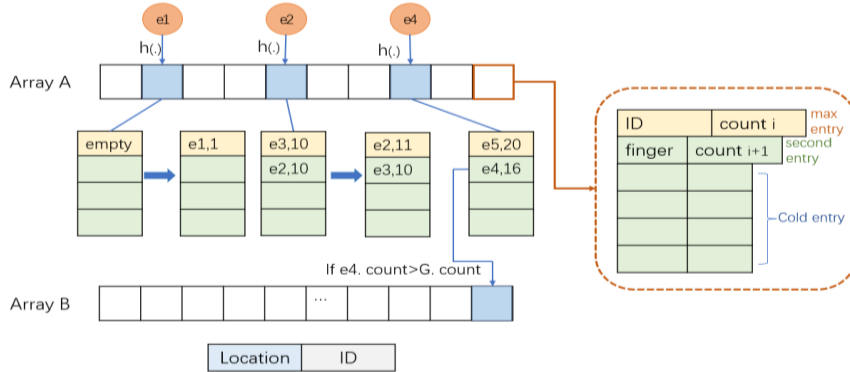 e1
e2
e4
h(.)
h(.)
h(.)
Array A
empty
e1,1
e3,10
e2,10
e2,11
e3,10
e5,20
e4,16
ID
count i
max entry
finger
count i+1
second entry
Cold entry
If e4. count>G. count
Array B
...
Location
ID